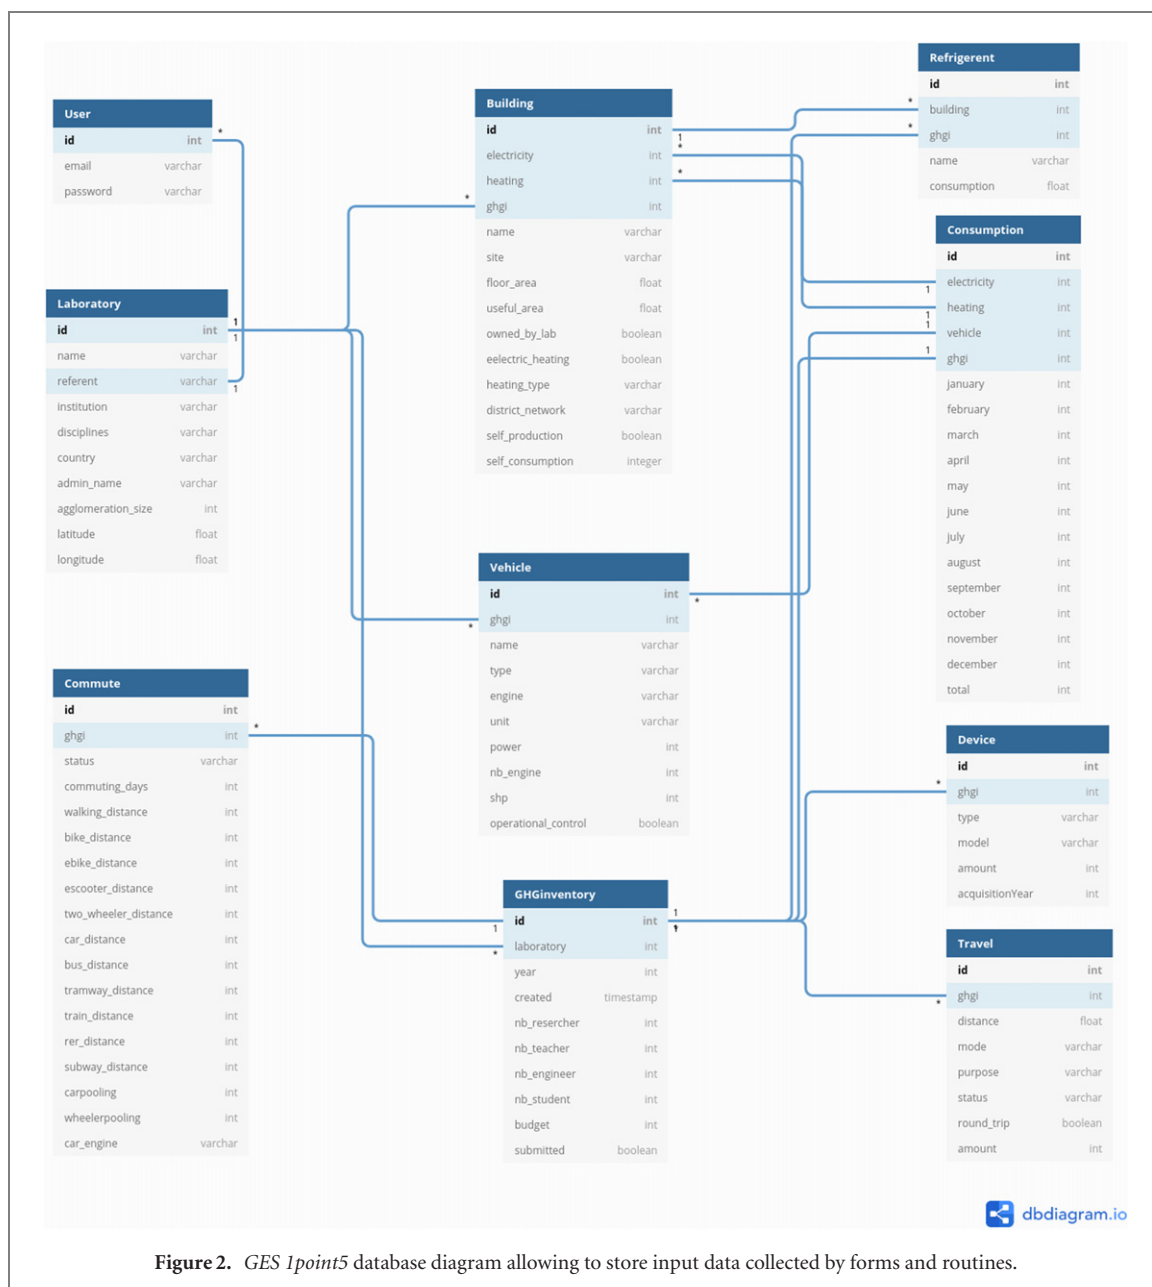 User
id int
email varchar
password varchar
Laboratory
id int
name varchar
referent varchar
institution varchar
disciplines varchar
country varchar
admin_name varchar
agglomeration_size int
latitude float
longitude float
Commute
id int
ghgi int
status varchar
commuting_days int
walking_distance int
bike_distance int
ebike_distance int
escooter_distance int
two_wheeler_distance int
car_distance int
bus_distance int
tramway_distance int
train_distance int
rer_distance int
subway_distance int
carpooling int
wheelerpooling int
car_engine varchar
Building
id int
electricity int
heating int
ghgi int
name varchar
site varchar
floor_area float
useful_area float
owned_by_lab boolean
eelectric_heating boolean
heating_type varchar
district_network varchar
self_production boolean
self_consumption integer
Vehicle
id int
ghgi int
name varchar
type varchar
engine varchar
unit varchar
power int
nb_engine int
shp int
operational_control boolean
GHGinventory
id int
laboratory int
year int
created timestamp
nb_resercher int
nb_teacher int
nb_engineer int
nb_student int
budget int
submitted boolean
Refrigerent
id int
building int
ghgi int
name varchar
consumption float
Consumption
id int
electricity int
heating int
vehicle int
ghgi int
january int
february int
march int
april int
may int
june int
july int
august int
september int
october int
november int
december int
total int
Device
id int
ghgi int
type varchar
model varchar
amount int
acquisitionYear int
Travel
id int
ghgi int
distance float
mode varchar
purpose varchar
status varchar
round_trip boolean
amount int
dbdiagram.io
Figure 2. GES 1point5 database diagram allowing to store input data collected by forms and routines.